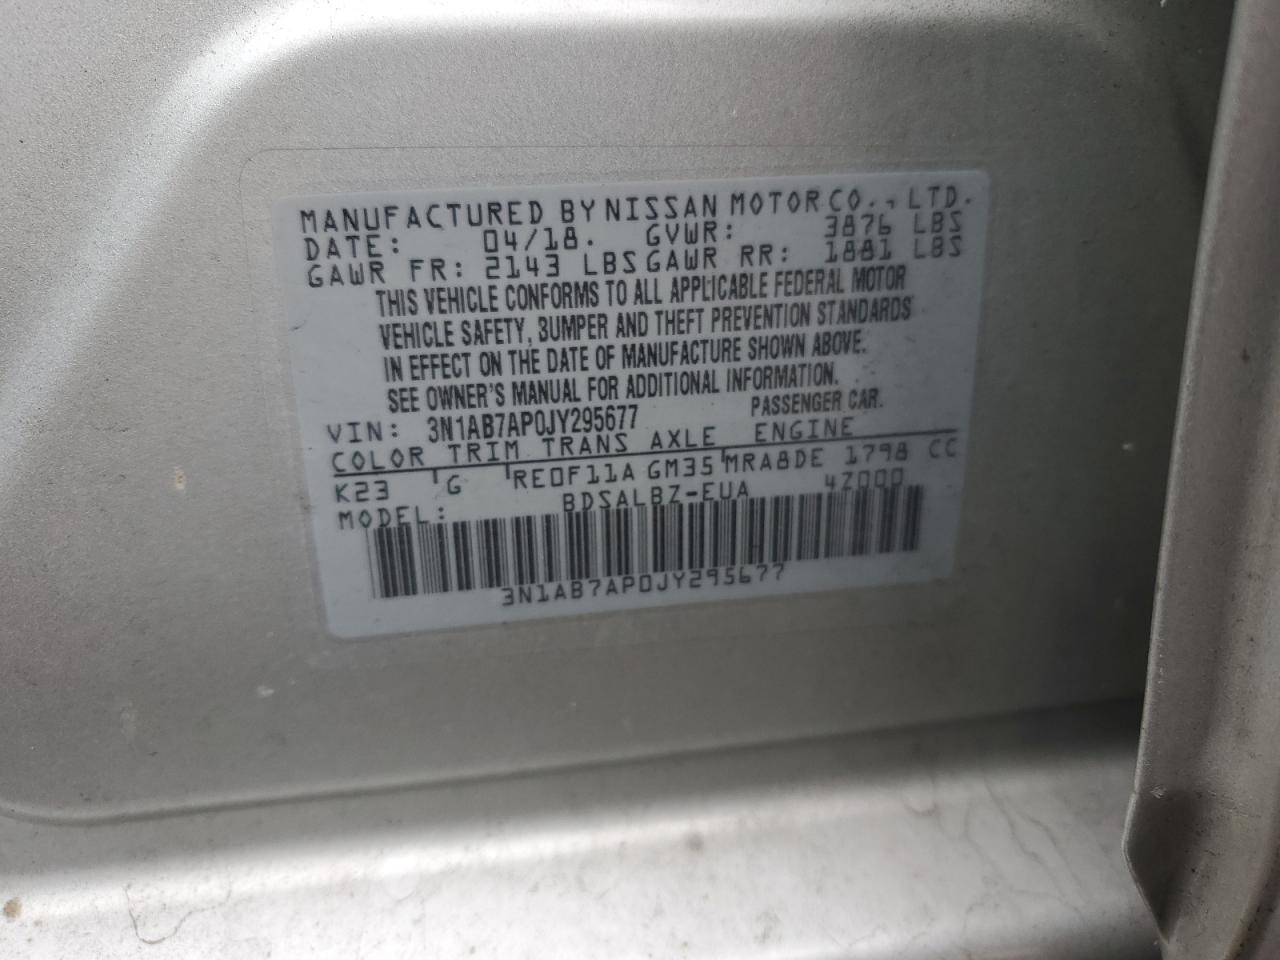 MANUFACTURED BY NISSAN MOTOR CO., LTD.
DATE: 04/18. GVWR: 3876 LBS
GAWR FR: 2143 LBS GAWR RR: 1881 LBS
THIS VEHICLE CONFORMS TO ALL APPLICABLE FEDERAL MOTOR
VEHICLE SAFETY, BUMPER AND THEFT PREVENTION STANDARDS
IN EFFECT ON THE DATE OF MANUFACTURE SHOWN ABOVE.
SEE OWNER'S MANUAL FOR ADDITIONAL INFORMATION.
VIN: 3N1AB7AP0JY295677 PASSENGER CAR.
COLOR TRIM TRANS AXLE ENGINE
K23 G RE0F11A GM35 MRA8DE 1798 CC
MODEL: BDSALBZ-EUA 4Z000
3N1AB7AP0JY295677